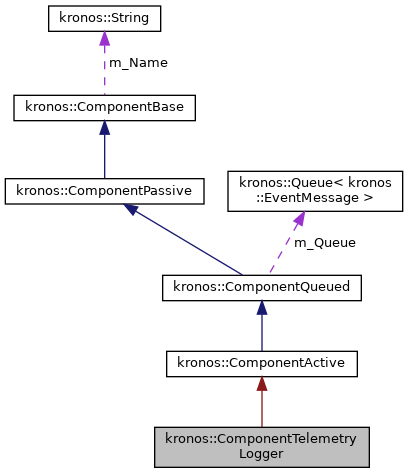 kronos::String
m_Name
kronos::ComponentBase
kronos::ComponentPassive
kronos::Queue< kronos
::EventMessage >
m_Queue
kronos::ComponentQueued
kronos::ComponentActive
kronos::ComponentTelemetry
Logger